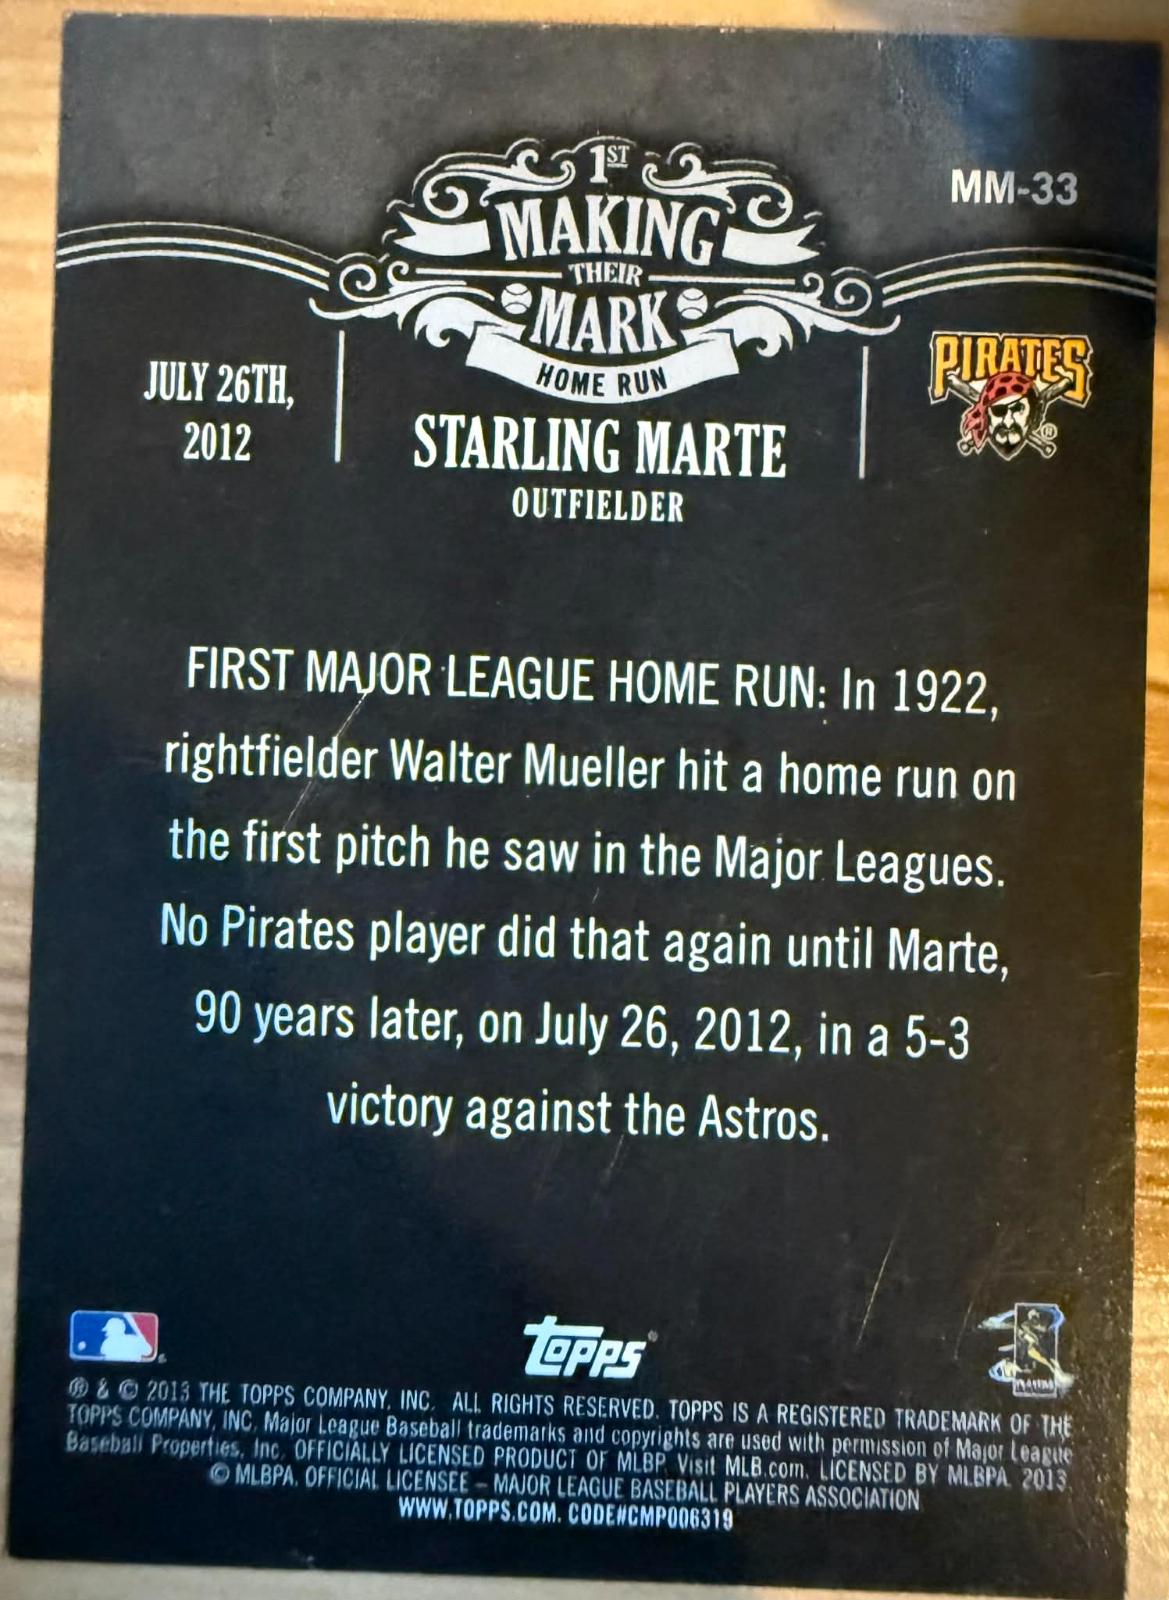 1ST
MAKING
THEIR
MARK
HOME RUN
MM-33
JULY 26TH,
2012
STARLING MARTE
OUTFIELDER
PIRATES
®
FIRST MAJOR LEAGUE HOME RUN: In 1922,
rightfielder Walter Mueller hit a home run on
the first pitch he saw in the Major Leagues.
No Pirates player did that again until Marte,
90 years later, on July 26, 2012, in a 5-3
victory against the Astros.
Topps®
® & © 2013 THE TOPPS COMPANY, INC. ALL RIGHTS RESERVED. TOPPS IS A REGISTERED TRADEMARK OF THE
TOPPS COMPANY, INC. Major League Baseball trademarks and copyrights are used with permission of Major League
Baseball Properties, Inc. OFFICIALLY LICENSED PRODUCT OF MLBP. Visit MLB.com. LICENSED BY MLBPA. 2013
© MLBPA. OFFICIAL LICENSEE – MAJOR LEAGUE BASEBALL PLAYERS ASSOCIATION
WWW.TOPPS.COM. CODE#CMP006319